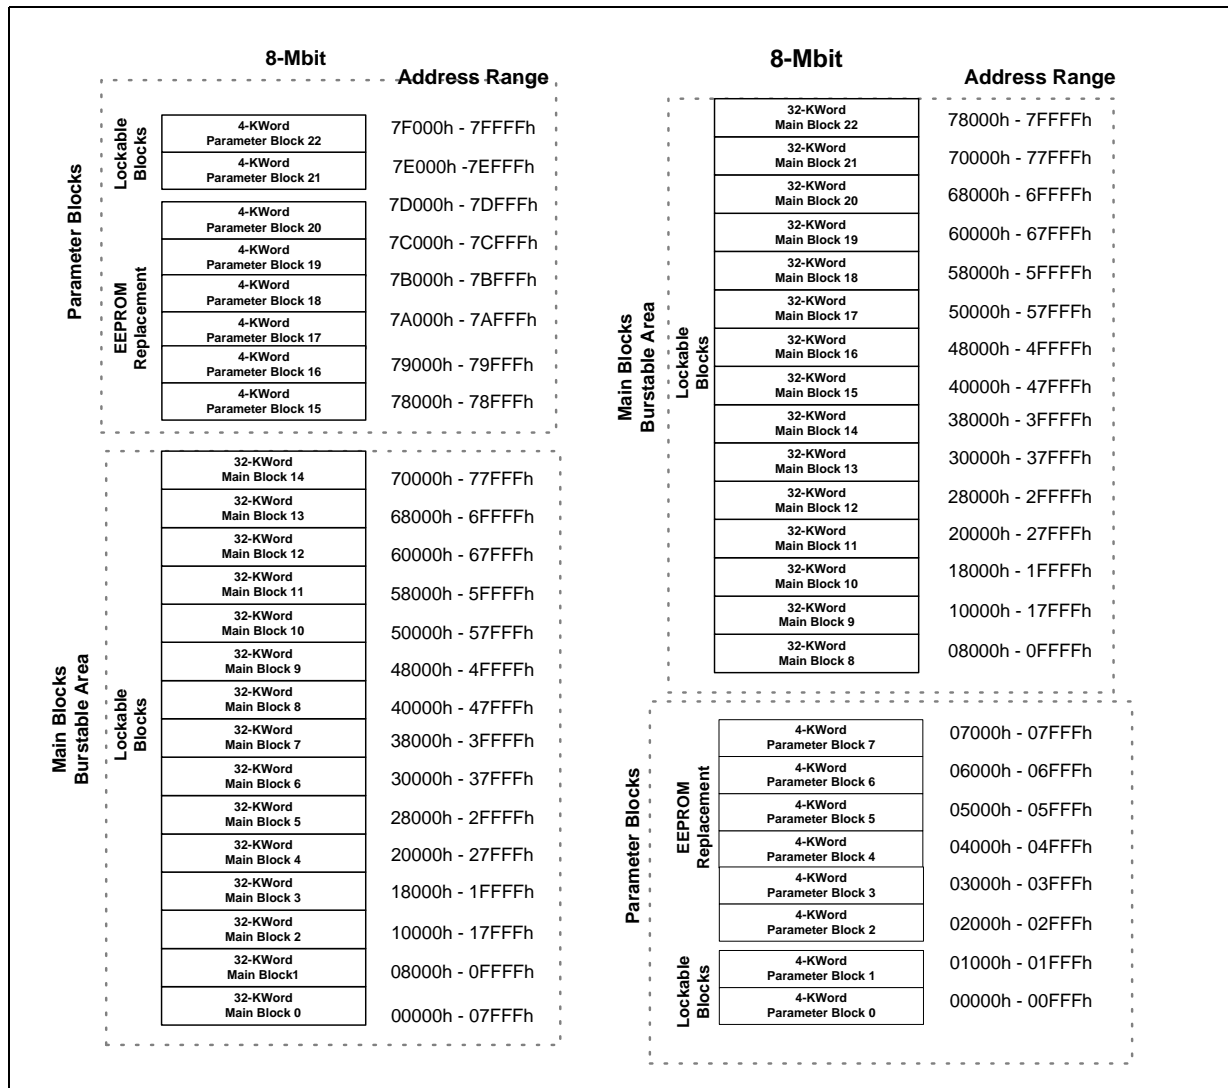 8-Mbit
Address Range
Parameter Blocks
Lockable
Blocks
4-KWord
Parameter Block 22
7F000h - 7FFFFh
4-KWord
Parameter Block 21
7E000h -7EFFFh
EEPROM
Replacement
4-KWord
Parameter Block 20
7D000h - 7DFFFh
4-KWord
Parameter Block 19
7C000h - 7CFFFh
4-KWord
Parameter Block 18
7B000h - 7BFFFh
4-KWord
Parameter Block 17
7A000h - 7AFFFh
4-KWord
Parameter Block 16
79000h - 79FFFh
4-KWord
Parameter Block 15
78000h - 78FFFh
Main Blocks
Burstable Area
Lockable
Blocks
32-KWord
Main Block 14
70000h - 77FFFh
32-KWord
Main Block 13
68000h - 6FFFFh
32-KWord
Main Block 12
60000h - 67FFFh
32-KWord
Main Block 11
58000h - 5FFFFh
32-KWord
Main Block 10
50000h - 57FFFh
32-KWord
Main Block 9
48000h - 4FFFFh
32-KWord
Main Block 8
40000h - 47FFFh
32-KWord
Main Block 7
38000h - 3FFFFh
32-KWord
Main Block 6
30000h - 37FFFh
32-KWord
Main Block 5
28000h - 2FFFFh
32-KWord
Main Block 4
20000h - 27FFFh
32-KWord
Main Block 3
18000h - 1FFFFh
32-KWord
Main Block 2
10000h - 17FFFh
32-KWord
Main Block1
08000h - 0FFFFh
32-KWord
Main Block 0
00000h - 07FFFh
8-Mbit
Address Range
Main Blocks
Burstable Area
Lockable
Blocks
32-KWord
Main Block 22
78000h - 7FFFFh
32-KWord
Main Block 21
70000h - 77FFFh
32-KWord
Main Block 20
68000h - 6FFFFh
32-KWord
Main Block 19
60000h - 67FFFh
32-KWord
Main Block 18
58000h - 5FFFFh
32-KWord
Main Block 17
50000h - 57FFFh
32-KWord
Main Block 16
48000h - 4FFFFh
32-KWord
Main Block 15
40000h - 47FFFh
32-KWord
Main Block 14
38000h - 3FFFFh
32-KWord
Main Block 13
30000h - 37FFFh
32-KWord
Main Block 12
28000h - 2FFFFh
32-KWord
Main Block 11
20000h - 27FFFh
32-KWord
Main Block 10
18000h - 1FFFFh
32-KWord
Main Block 9
10000h - 17FFFh
32-KWord
Main Block 8
08000h - 0FFFFh
Parameter Blocks
EEPROM
Replacement
4-KWord
Parameter Block 7
07000h - 07FFFh
4-KWord
Parameter Block 6
06000h - 06FFFh
4-KWord
Parameter Block 5
05000h - 05FFFh
4-KWord
Parameter Block 4
04000h - 04FFFh
4-KWord
Parameter Block 3
03000h - 03FFFh
4-KWord
Parameter Block 2
02000h - 02FFFh
Lockable
Blocks
4-KWord
Parameter Block 1
01000h - 01FFFh
4-KWord
Parameter Block 0
00000h - 00FFFh